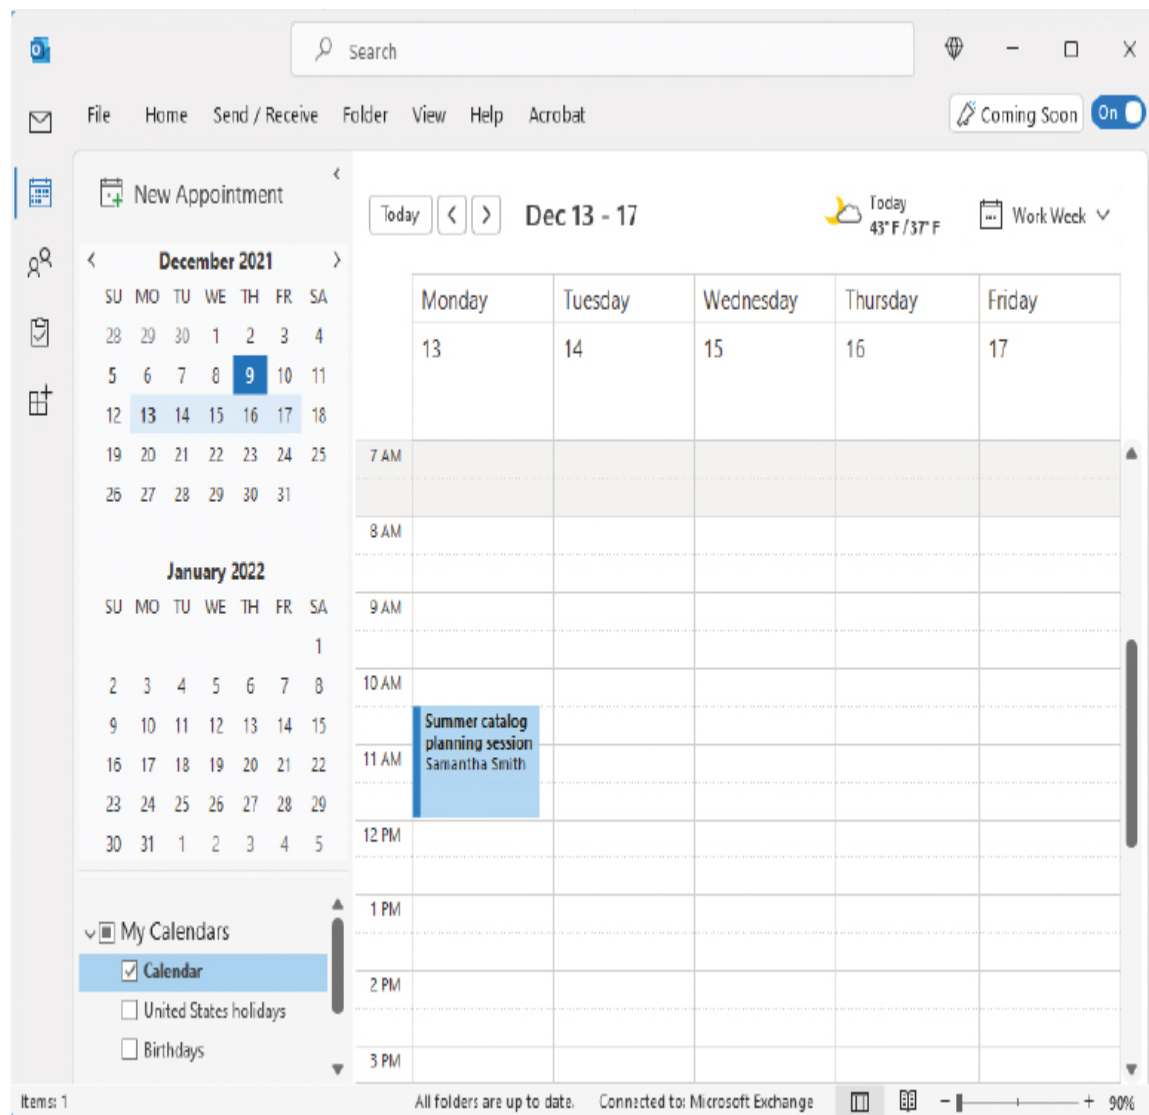 Search
File Home Send / Receive Folder View Help Acrobat
Coming Soon On
New Appointment
December 2021
SU MO TU WE TH FR SA
28 29 30 1 2 3 4
5 6 7 8 9 10 11
12 13 14 15 16 17 18
19 20 21 22 23 24 25
26 27 28 29 30 31
January 2022
SU MO TU WE TH FR SA
1
2 3 4 5 6 7 8
9 10 11 12 13 14 15
16 17 18 19 20 21 22
23 24 25 26 27 28 29
30 31 1 2 3 4 5
My Calendars
Calendar
United States holidays
Birthdays
Today Dec 13 - 17
Today
43°F/37°F
Work Week
Monday Tuesday Wednesday Thursday Friday
13 14 15 16 17
7 AM
8 AM
9 AM
10 AM
Summer catalog
planning session
11 AM Samantha Smith
12 PM
1 PM
2 PM
3 PM
Items: 1 All folders are up to date. Connected to: Microsoft Exchange 90%